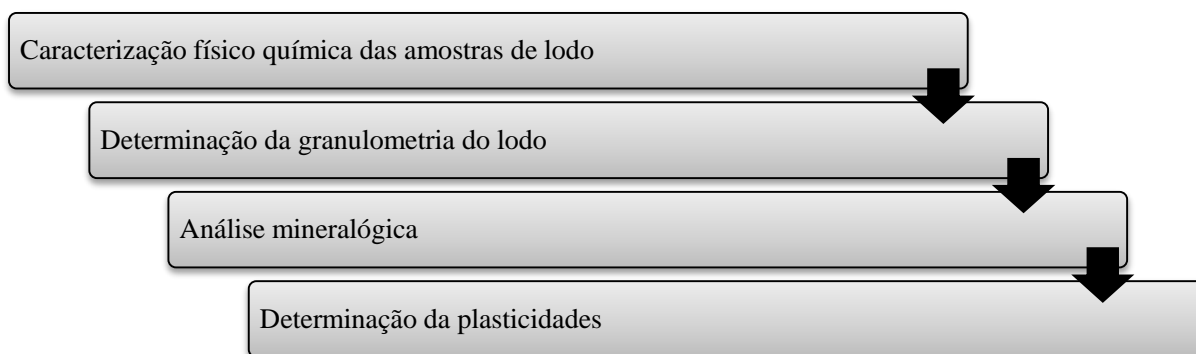 Caracterização físico química das amostras de lodo
Determinação da granulometria do lodo
Análise mineralógica
Determinação da plasticidades